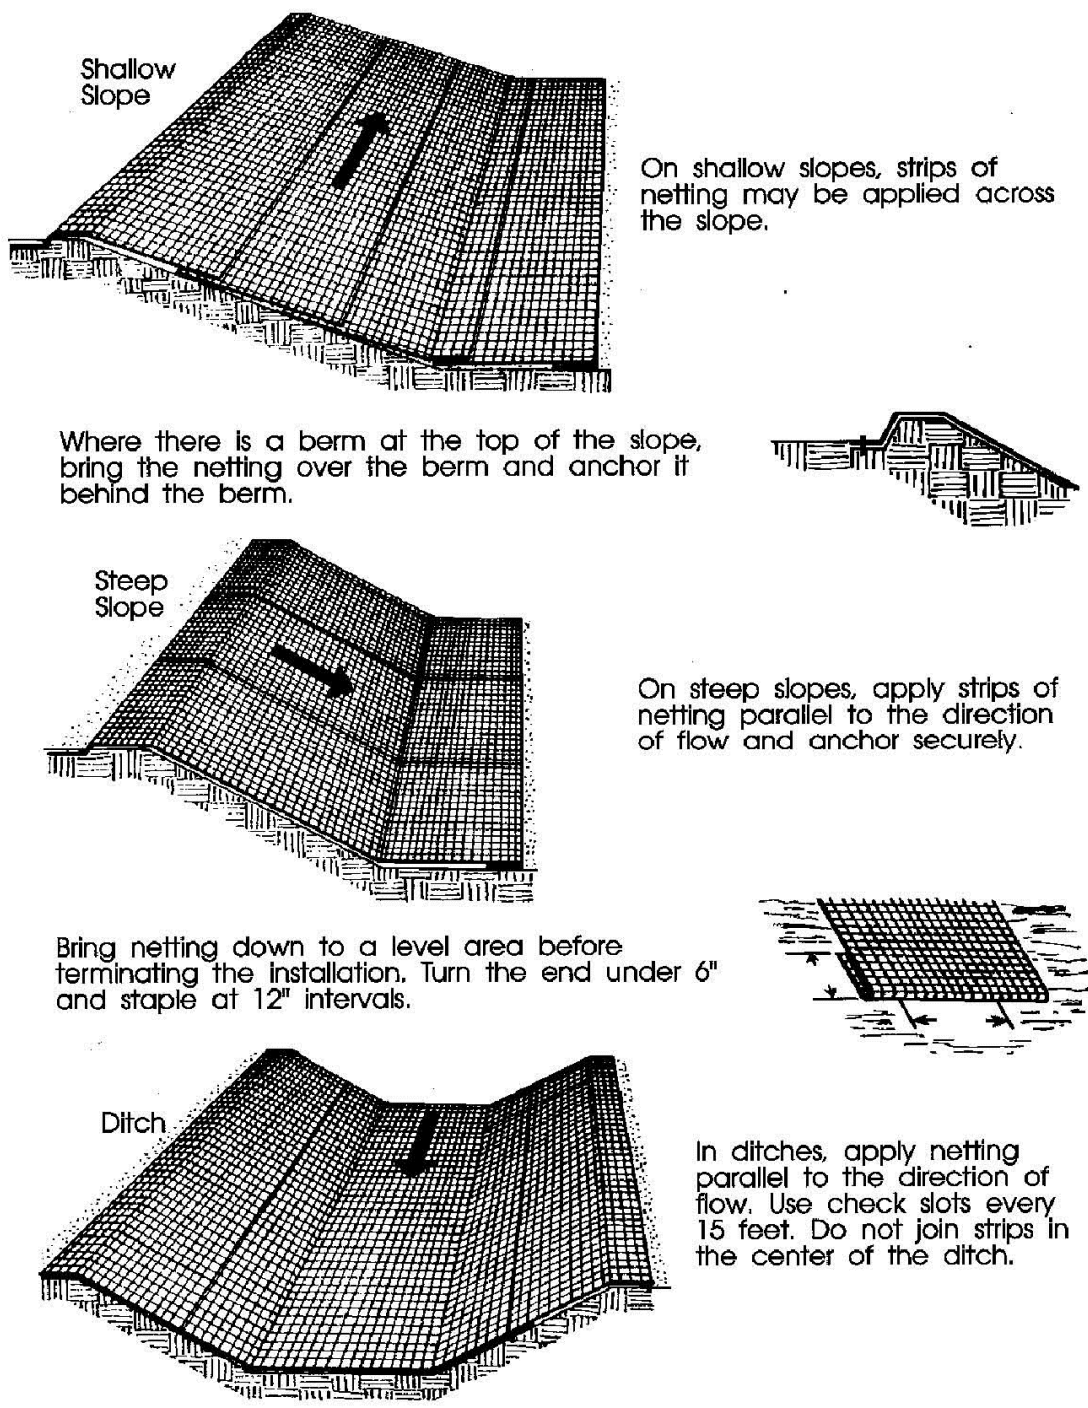 Shallow
Slope
On shallow slopes, strips of
netting may be applied across
the slope.
Where there is a berm at the top of the slope,
bring the netting over the berm and anchor it
behind the berm.
Steep
Slope
On steep slopes, apply strips of
netting parallel to the direction
of flow and anchor securely.
Bring netting down to a level area before
terminating the installation. Turn the end under 6"
and staple at 12" intervals.
Ditch
In ditches, apply netting
parallel to the direction of
flow. Use check slots every
15 feet. Do not join strips in
the center of the ditch.